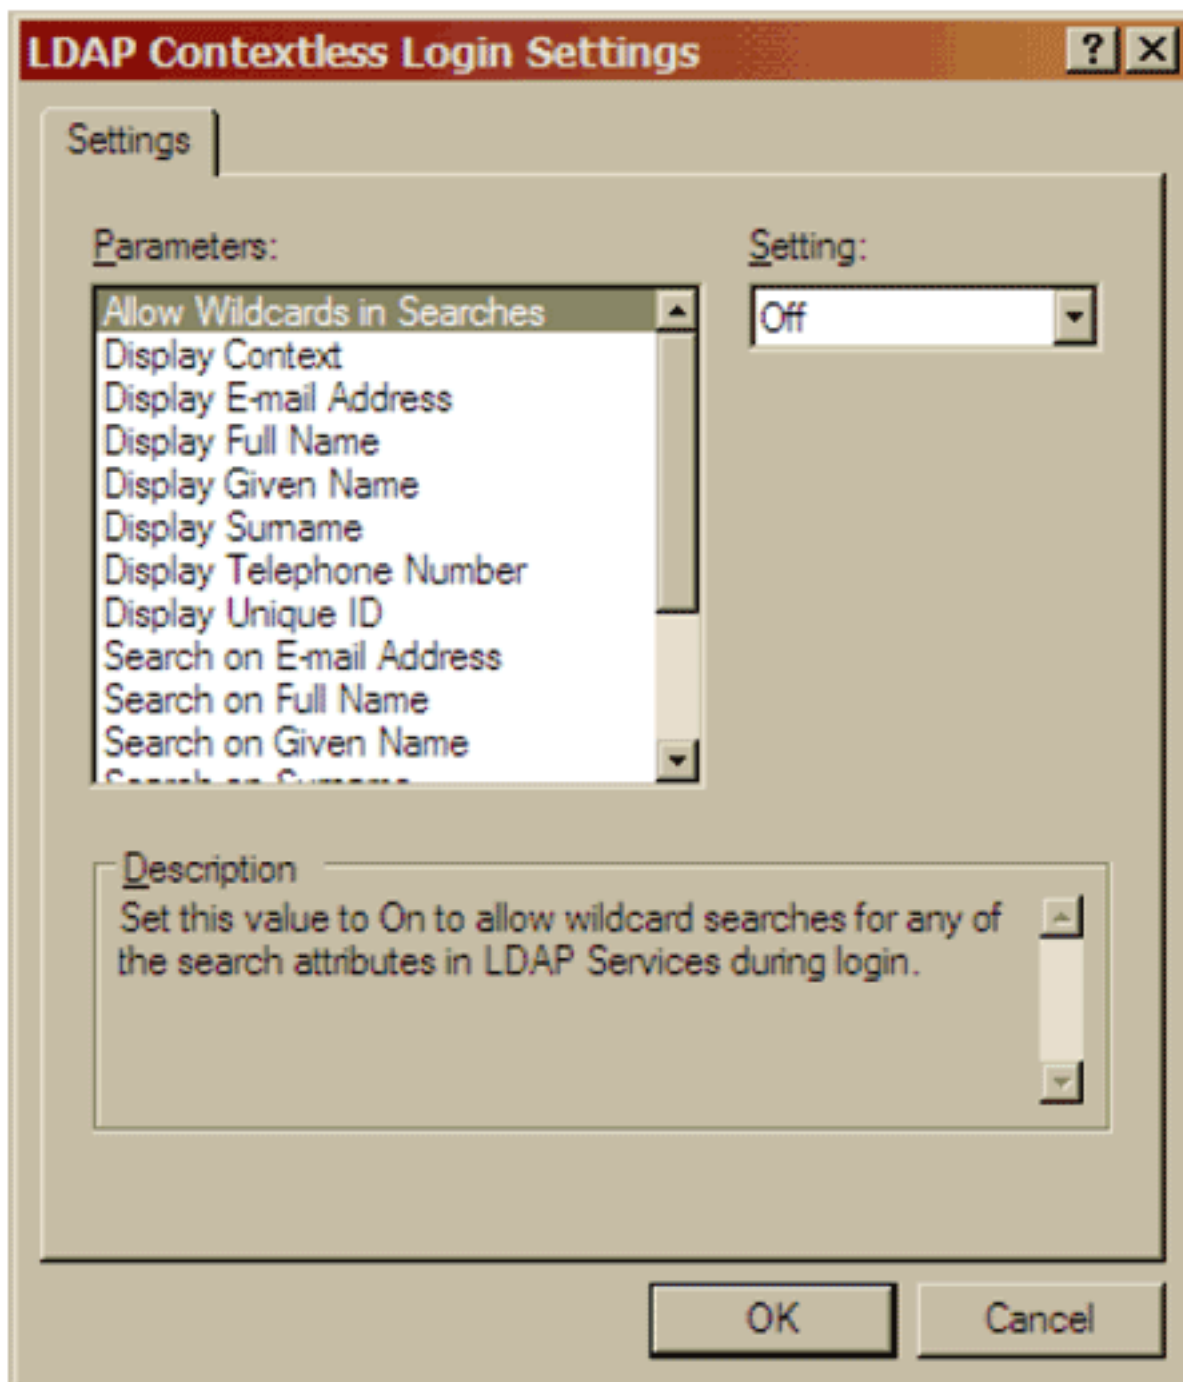 LDAP Contextless Login Settings
Settings
Parameters:
Setting:
Allow Wildcards in Searches
Off
Display Context
Display E-mail Address
Display Full Name
Display Given Name
Display Surname
Display Telephone Number
Display Unique ID
Search on E-mail Address
Search on Full Name
Search on Given Name
Search on Surname
Description
Set this value to On to allow wildcard searches for any of
the search attributes in LDAP Services during login.
OK
Cancel